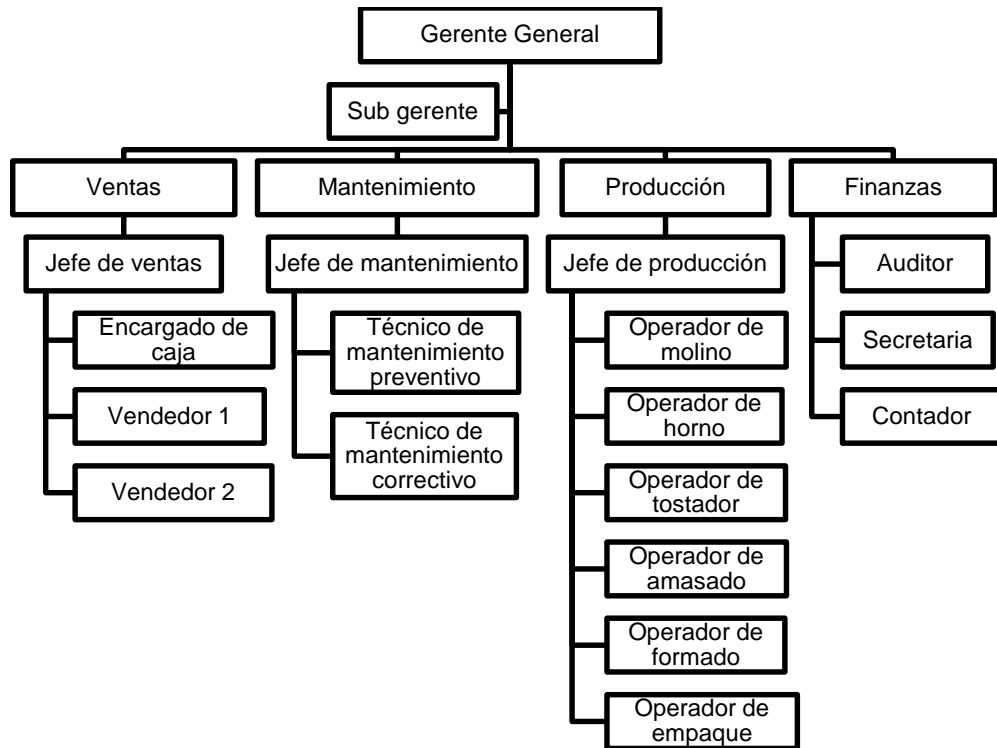 Gerente General
Sub gerente
Ventas
Mantenimiento
Producción
Finanzas
Jefe de ventas
Jefe de mantenimiento
Jefe de producción
Auditor
Encargado de
caja
Técnico de
mantenimiento
preventivo
Operador de
molino
Secretaria
Vendedor 1
Operador de
horno
Contador
Técnico de
mantenimiento
correctivo
Vendedor 2
Operador de
tostador
Operador de
amasado
Operador de
formado
Operador de
empaque